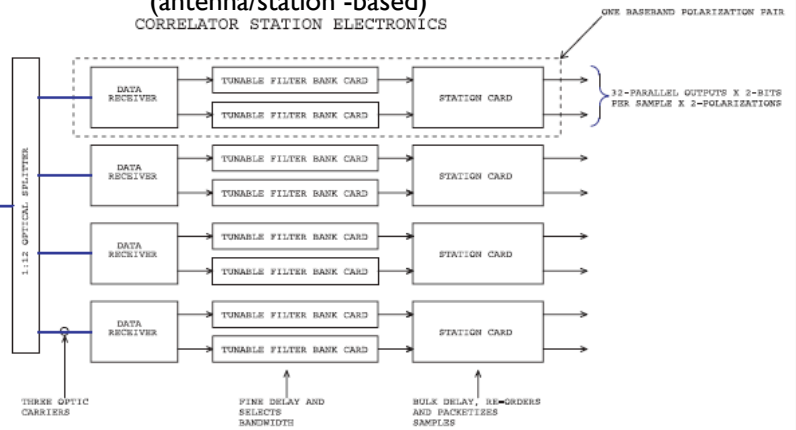 (antenna/station -based)
CORRELATOR STATION ELECTRONICS
ONE BASEBAND POLARIZATION PAIR
1:12 OPTICAL SPLITTER
DATA
RECEIVER
TUNABLE FILTER BANK CARD
TUNABLE FILTER BANK CARD
STATION CARD
32-PARALLEL OUTPUTS X 2-BITS
PER SAMPLE X 2-POLARIZATIONS
DATA
RECEIVER
TUNABLE FILTER BANK CARD
TUNABLE FILTER BANK CARD
STATION CARD
DATA
RECEIVER
TUNABLE FILTER BANK CARD
TUNABLE FILTER BANK CARD
STATION CARD
DATA
RECEIVER
TUNABLE FILTER BANK CARD
TUNABLE FILTER BANK CARD
STATION CARD
THREE OPTIC
CARRIERS
FINE DELAY AND
SELECTS
BANDWIDTH
BULK DELAY, RE-ORDERS
AND PACKETIZES
SAMPLES